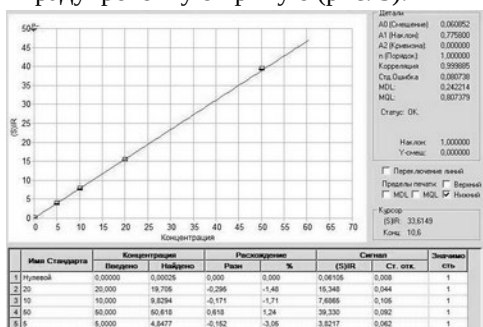 50
45
40
35
30
25
20
15
10
5
0
(S)IR
0 5 10 15 20 25 30 35 40 45 50 55 60 65 70
Концентрация
Детали
A0 (Смещение) 0,060852
A1 (Наклон) 0,775800
A2 (Кривизна) 0,000000
n (Порядок) 1,000000
Корреляция 0,999885
Стд.Ошибка 0,080738
MDL: 0,242214
MQL: 0,807379
Статус: OK.
Наклон: 1,000000
Y-смещ: 0,000000
Переключение линий
Пределы печати: Верхний
MDL MQL Нижний
Курсор
(S)IR: 33,6149
Конц: 10,6
Имя Стандарта Концентрация Расхождение Сигнал Значимость
Введено Найдено Разн % (S)IR Ст. отк.
1 Нулевой 0,00000 0,00025 0,000 0,000 0,06105 0,008 1
2 20 20,000 19,705 -0,295 -1,48 15,348 0,044 1
3 10 10,000 9,8294 -0,171 -1,71 7,6865 0,105 1
4 50 50,000 50,618 0,618 1,24 39,330 0,092 1
5 5 5,0000 4,8477 -0,152 -3,05 3,8217 0,062 1